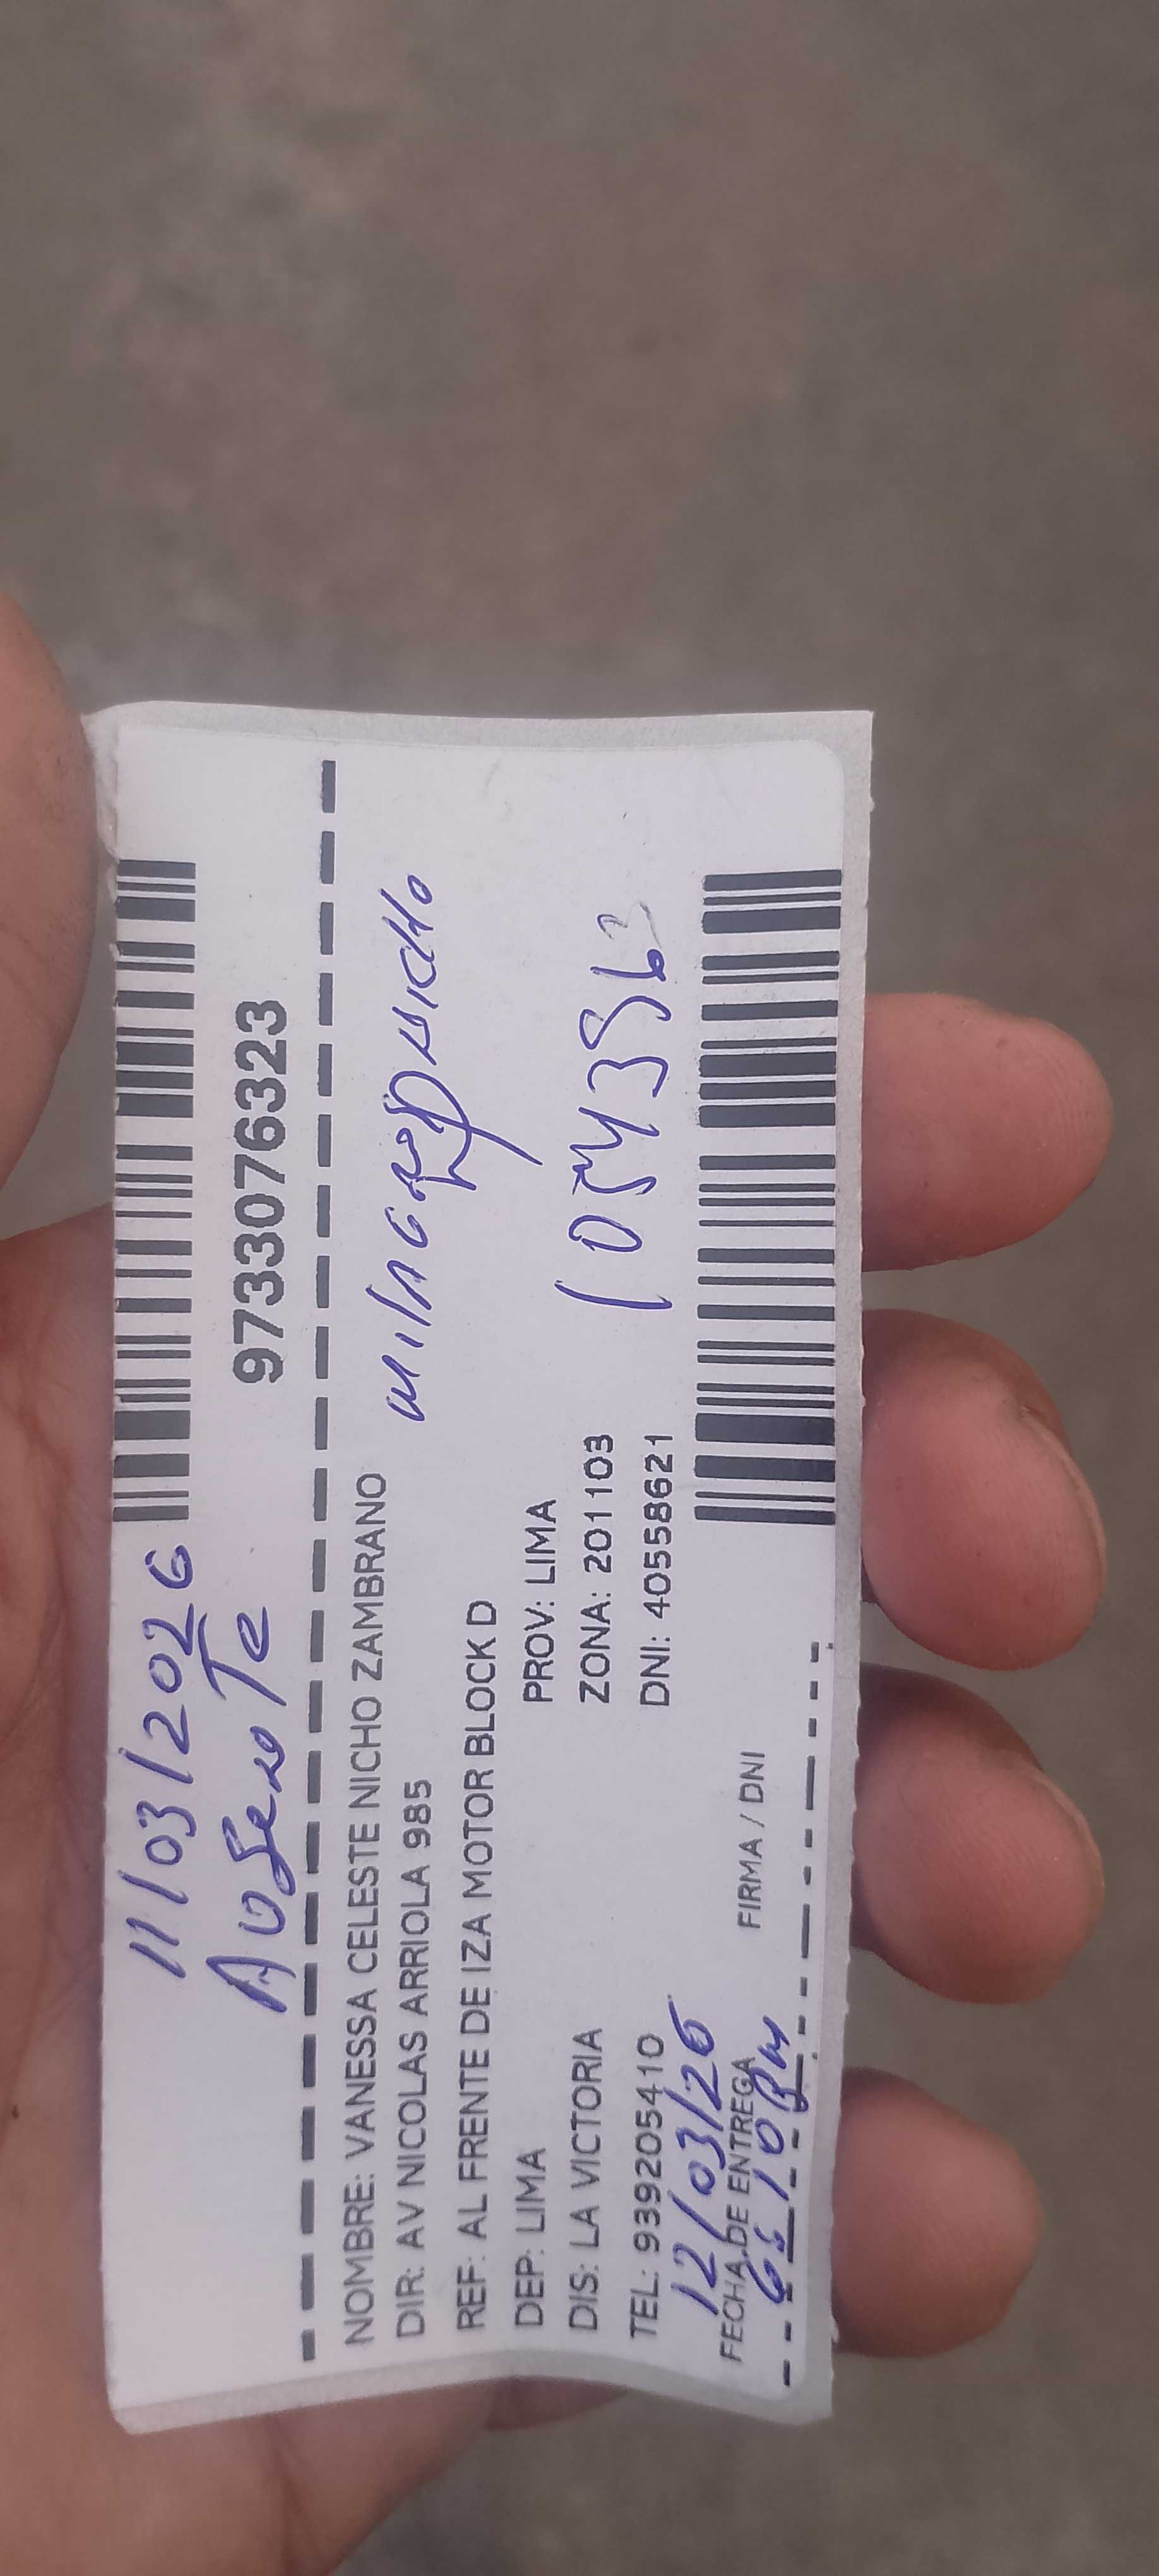 11/03/2026
Ausente
9733076323
NOMBRE: VANESSA CELESTE NICHO ZAMBRANO
DIR: AV NICOLAS ARRIOLA 985
REF: AL FRENTE DE IZA MOTOR BLOCK D
DEP: LIMA PROV: LIMA
DIS: LA VICTORIA ZONA: 201103
TEL: 939205410 DNI: 40558621
12/03/26
FECHA DE ENTREGA FIRMA / DNI